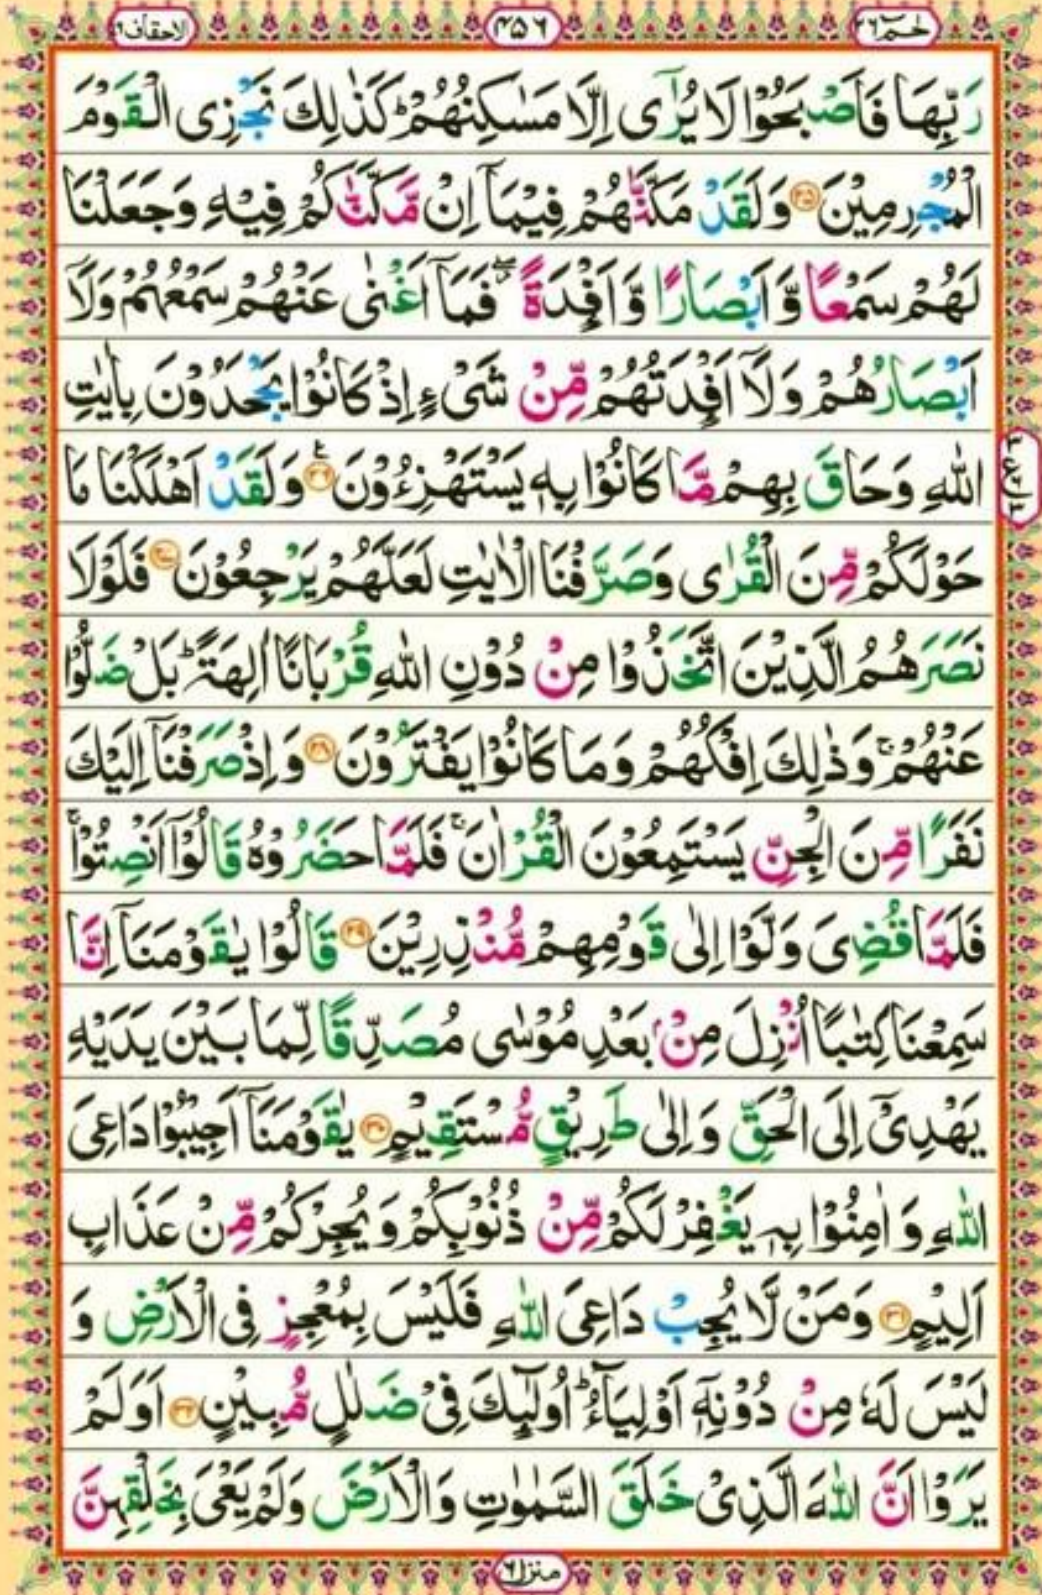 الاحقاف ٤٦
٤٥٦
حٰمٓ ٢٦
رَبِّهَا فَاَصْبَحُوْا لَا يُرٰٓى اِلَّا مَسٰكِنُهُمْ ؕ كَذٰلِكَ نَجْزِى الْقَوْمَ
الْمُجْرِمِيْنَ ۝۲۵ وَلَقَدْ مَكَّنّٰهُمْ فِيْمَاۤ اِنْ مَّكَّنّٰكُمْ فِيْهِ وَجَعَلْنَا
لَهُمْ سَمْعًا وَّاَبْصَارًا وَّاَفْـِٕدَةً ۖ فَمَاۤ اَغْنٰى عَنْهُمْ سَمْعُهُمْ وَلَاۤ
اَبْصَارُهُمْ وَلَاۤ اَفْـِٕدَتُهُمْ مِّنْ شَىْءٍ اِذْ كَانُوْا يَجْحَدُوْنَ بِاٰيٰتِ
اللّٰهِ وَحَاقَ بِهِمْ مَّا كَانُوْا بِهٖ يَسْتَهْزِءُوْنَ ۝۲۶ وَلَقَدْ اَهْلَكْنَا مَا
حَوْلَكُمْ مِّنَ الْقُرٰى وَصَرَّفْنَا الْاٰيٰتِ لَعَلَّهُمْ يَرْجِعُوْنَ ۝۲۷ فَلَوْلَا
نَصَرَهُمُ الَّذِيْنَ اتَّخَذُوْا مِنْ دُوْنِ اللّٰهِ قُرْبَانًا اٰلِهَةً ؕ بَلْ ضَلُّوْا
عَنْهُمْ ۚ وَذٰلِكَ اِفْكُهُمْ وَمَا كَانُوْا يَفْتَرُوْنَ ۝۲۸ وَاِذْ صَرَفْنَاۤ اِلَيْكَ
نَفَرًا مِّنَ الْجِنِّ يَسْتَمِعُوْنَ الْقُرْاٰنَ ۚ فَلَمَّا حَضَرُوْهُ قَالُوْۤا اَنْصِتُوْا ۚ
فَلَمَّا قُضِىَ وَلَّوْا اِلٰى قَوْمِهِمْ مُّنْذِرِيْنَ ۝۲۹ قَالُوْا يٰقَوْمَنَاۤ اِنَّا
سَمِعْنَا كِتٰبًا اُنْزِلَ مِنْۢ بَعْدِ مُوْسٰى مُصَدِّقًا لِّمَا بَيْنَ يَدَيْهِ
يَهْدِىْۤ اِلَى الْحَقِّ وَاِلٰى طَرِيْقٍ مُّسْتَقِيْمٍ ۝۳۰ يٰقَوْمَنَاۤ اَجِيْبُوْا دَاعِىَ
اللّٰهِ وَاٰمِنُوْا بِهٖ يَغْفِرْ لَكُمْ مِّنْ ذُنُوْبِكُمْ وَيُجِرْكُمْ مِّنْ عَذَابٍ
اَلِيْمٍ ۝۳۱ وَمَنْ لَّا يُجِبْ دَاعِىَ اللّٰهِ فَلَيْسَ بِمُعْجِزٍ فِى الْاَرْضِ وَ
لَيْسَ لَهٗ مِنْ دُوْنِهٖۤ اَوْلِيَآءُ ؕ اُولٰٓئِكَ فِىْ ضَلٰلٍ مُّبِيْنٍ ۝۳۲ اَوَلَمْ
يَرَوْا اَنَّ اللّٰهَ الَّذِىْ خَلَقَ السَّمٰوٰتِ وَالْاَرْضَ وَلَمْ يَعْىَ بِخَلْقِهِنَّ
ع
منزل ٦